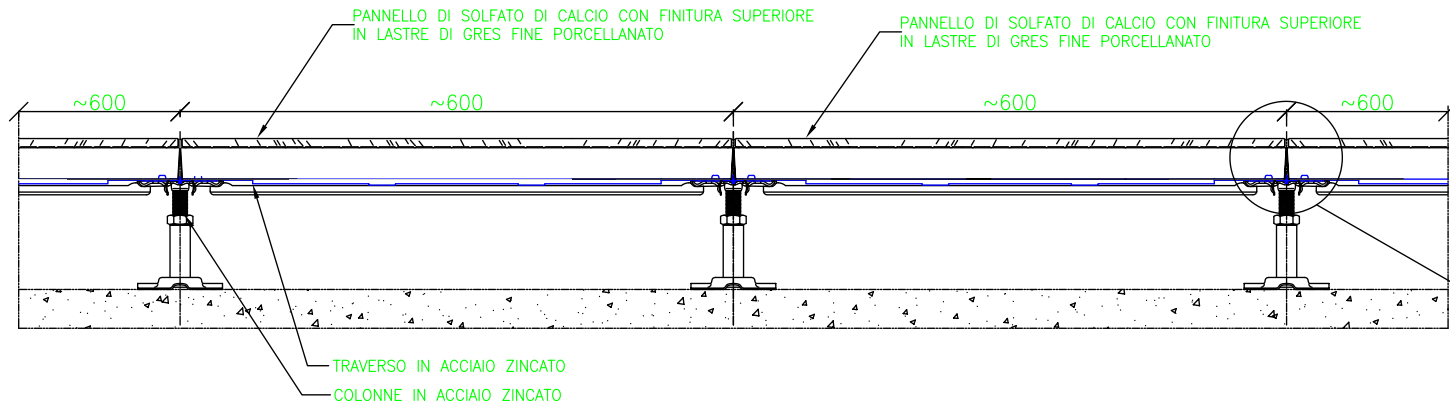 PANNELLO DI SOLFATO DI CALCIO CON FINITURA SUPERIORE
IN LASTRE DI GRES FINE PORCELLANATO
PANNELLO DI SOLFATO DI CALCIO CON FINITURA SUPERIORE
IN LASTRE DI GRES FINE PORCELLANATO
~600
~600
~600
~600
TRAVERSO IN ACCIAIO ZINCATO
COLONNE IN ACCIAIO ZINCATO